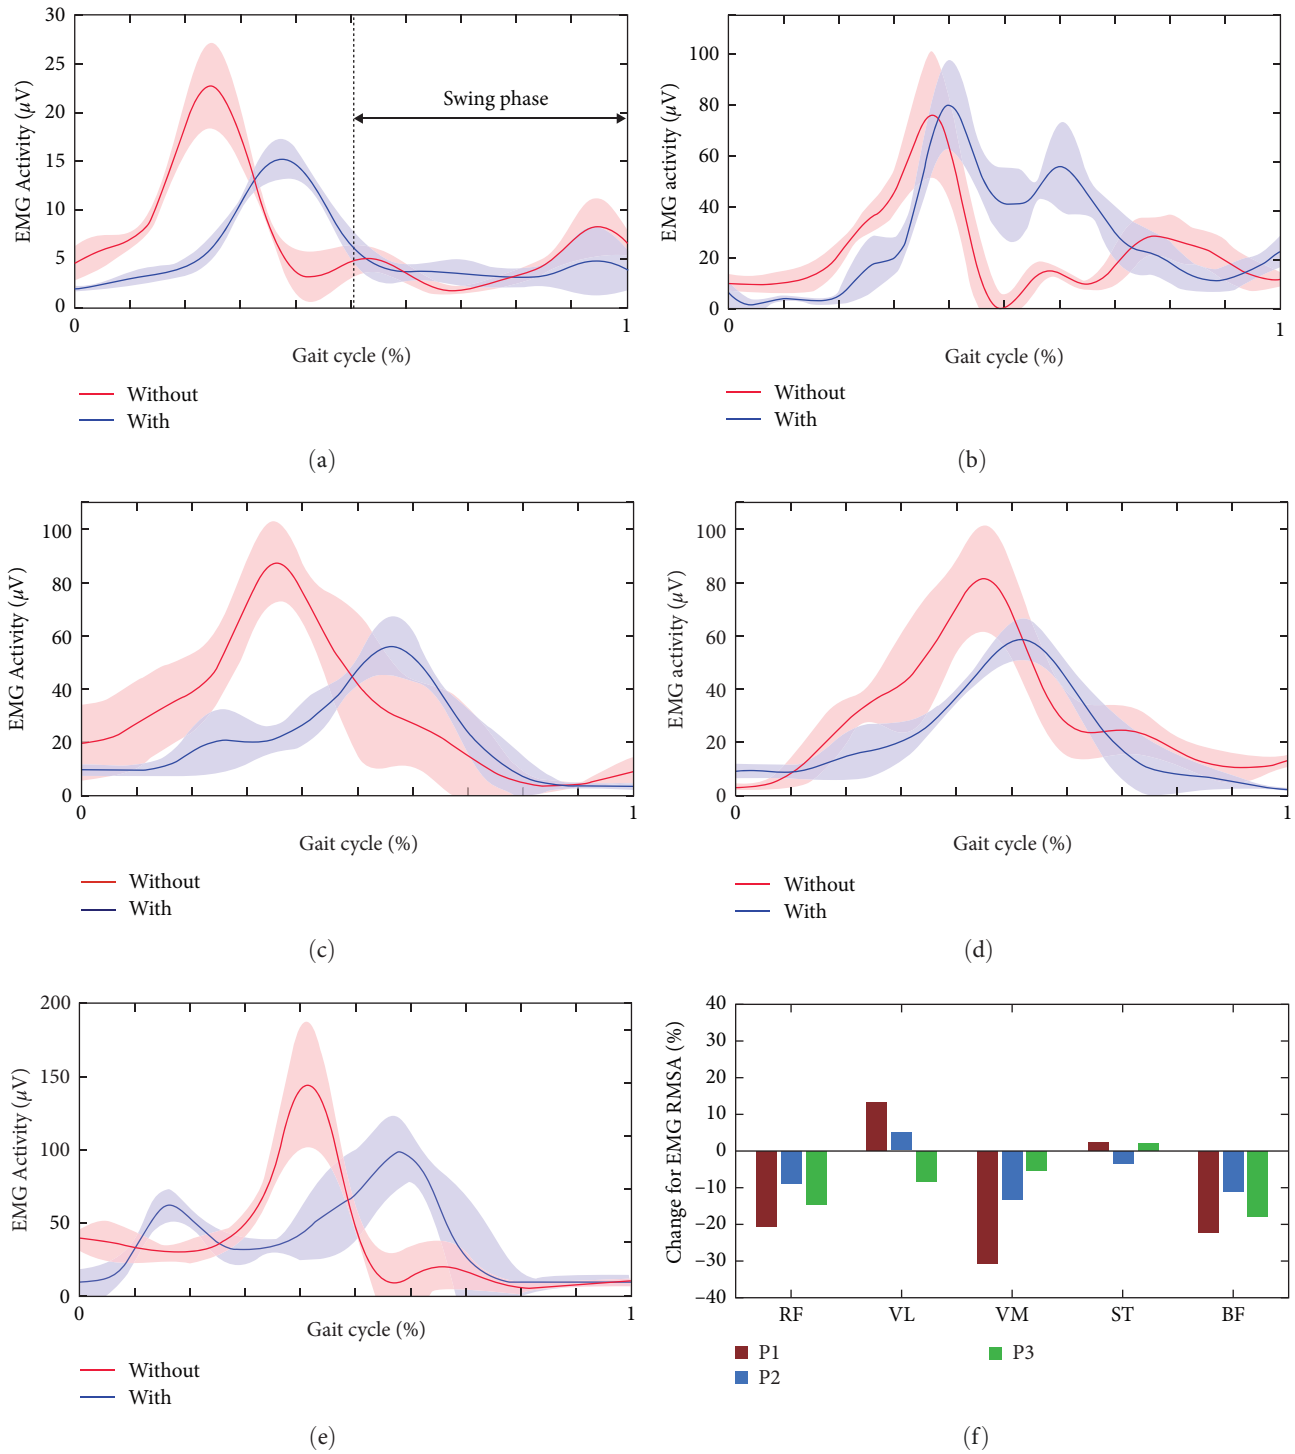 30
25
20
15
10
5
0
EMG Activity (μV)
Swing phase
0
1
Gait cycle (%)
Without
With
(a)
100
80
60
40
20
0
EMG activity (μV)
0
1
Gait cycle (%)
Without
With
(b)
100
80
60
40
20
0
EMG Activity (μV)
0
1
Gait cycle (%)
Without
With
(c)
100
80
60
40
20
0
EMG activity (μV)
0
1
Gait cycle (%)
Without
With
(d)
200
150
100
50
0
EMG Activity (μV)
0
1
Gait cycle (%)
Without
With
(e)
40
30
20
10
0
−10
−20
−30
−40
Change for EMG RMSA (%)
RF VL VM ST BF
P1 P3
P2
(f)